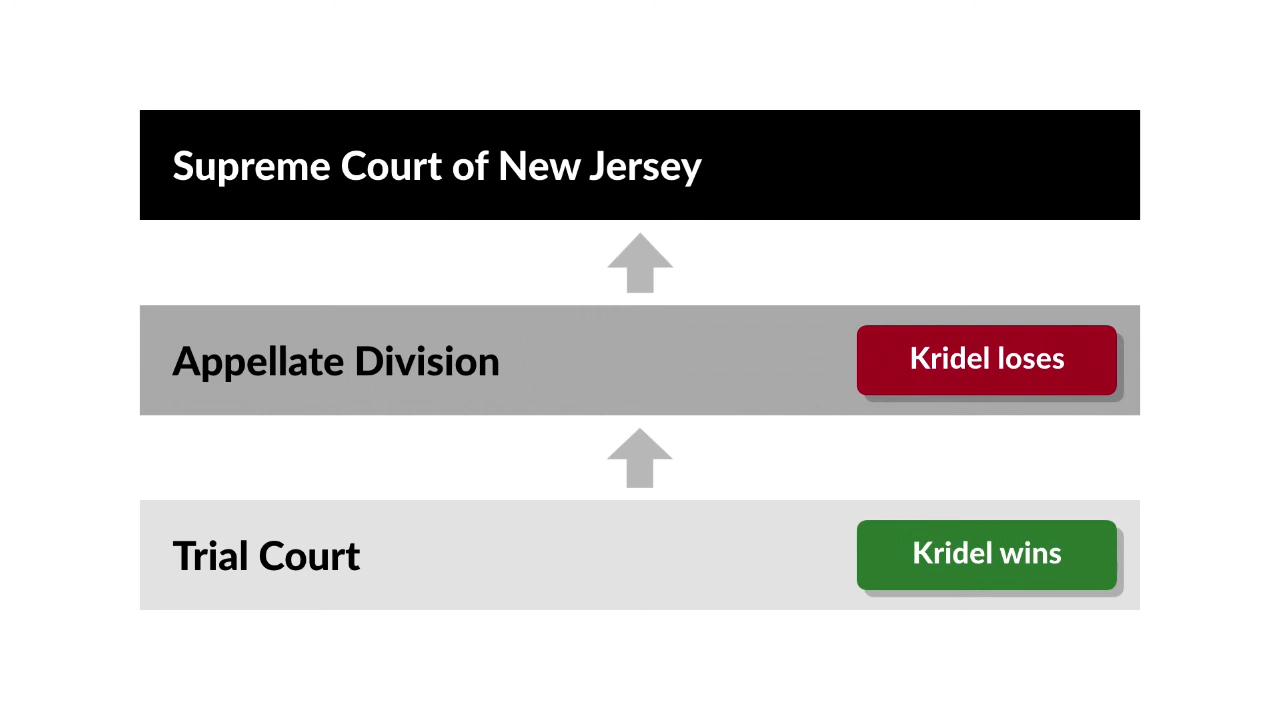 Supreme Court of New Jersey
Appellate Division
Kridel loses
Trial Court
Kridel wins